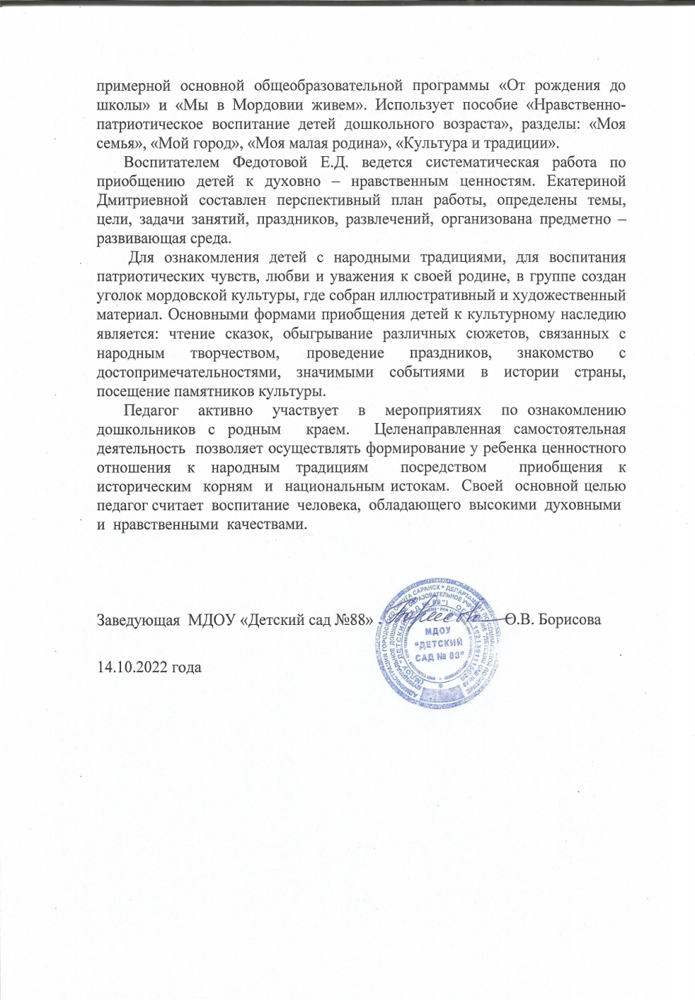 примерной основной общеобразовательной программы «От рождения до
школы» и «Мы в Мордовии живем». Использует пособие «Нравственно-
патриотическое воспитание детей дошкольного возраста», разделы: «Моя
семья», «Мой город», «Моя малая родина», «Культура и традиции».
Воспитателем Федотовой Е.Д. ведется систематическая работа по
приобщению детей к духовно – нравственным ценностям. Екатериной
Дмитриевной составлен перспективный план работы, определены темы,
цели, задачи занятий, праздников, развлечений, организована предметно –
развивающая среда.
Для ознакомления детей с народными традициями, для воспитания
патриотических чувств, любви и уважения к своей родине, в группе создан
уголок мордовской культуры, где собран иллюстративный и художественный
материал. Основными формами приобщения детей к культурному наследию
является: чтение сказок, обыгрывание различных сюжетов, связанных с
народным творчеством, проведение праздников, знакомство с
достопримечательностями, значимыми событиями в истории страны,
посещение памятников культуры.
Педагог активно участвует в мероприятиях по ознакомлению
дошкольников с родным краем. Целенаправленная самостоятельная
деятельность позволяет осуществлять формирование у ребенка ценностного
отношения к народным традициям посредством приобщения к
историческим корням и национальным истокам. Своей основной целью
педагог считает воспитание человека, обладающего высокими духовными
и нравственными качествами.
Заведующая МДОУ «Детский сад №88» О.В. Борисова
МДОУ
"ДЕТСКИЙ
САД № 88"
14.10.2022 года